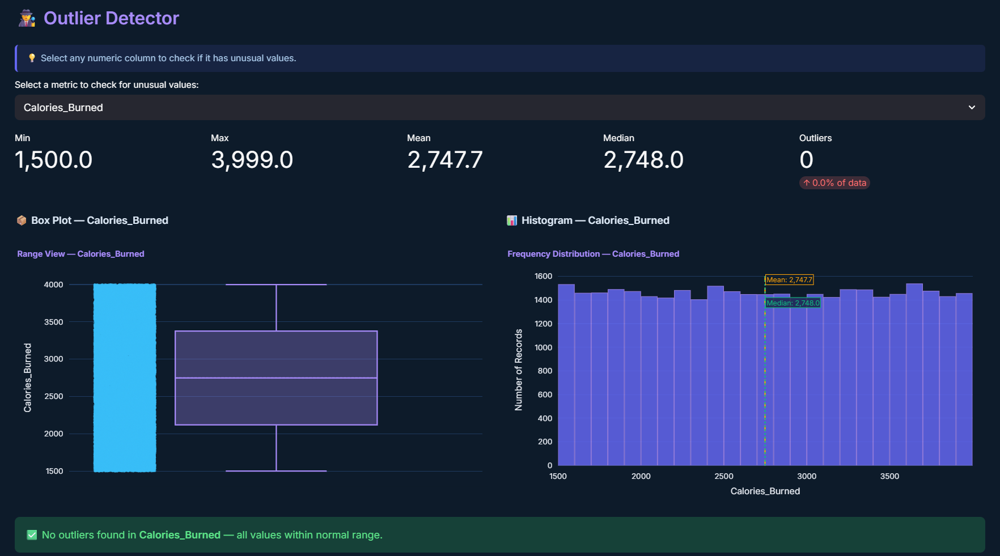 Outlier Detector
Select any numeric column to check if it has unusual values.
Select a metric to check for unusual values:
Calories_Burned
Min
1,500.0
Max
3,999.0
Mean
2,747.7
Median
2,748.0
Outliers
0
↑ 0.0% of data
Box Plot — Calories_Burned
Range View — Calories_Burned
4000
3500
3000
2500
2000
1500
Calories_Burned
Histogram — Calories_Burned
Frequency Distribution — Calories_Burned
1600
1400
1200
1000
800
600
400
200
0
Number of Records
Mean: 2,747.7
Median: 2,748.0
1500 2000 2500 3000 3500
Calories_Burned
No outliers found in Calories_Burned — all values within normal range.